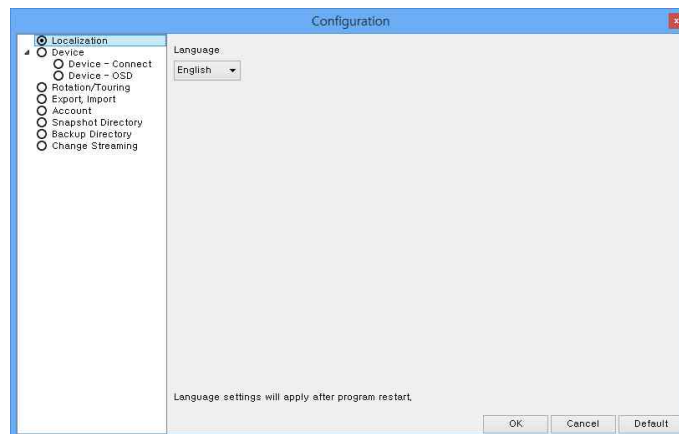 Configuration
x
Localization
Device
Device - Connect
Device - OSD
Rotation/Touring
Export, Import
Account
Snapshot Directory
Backup Directory
Change Streaming
Language
English
Language settings will apply after program restart,
OK
Cancel
Default